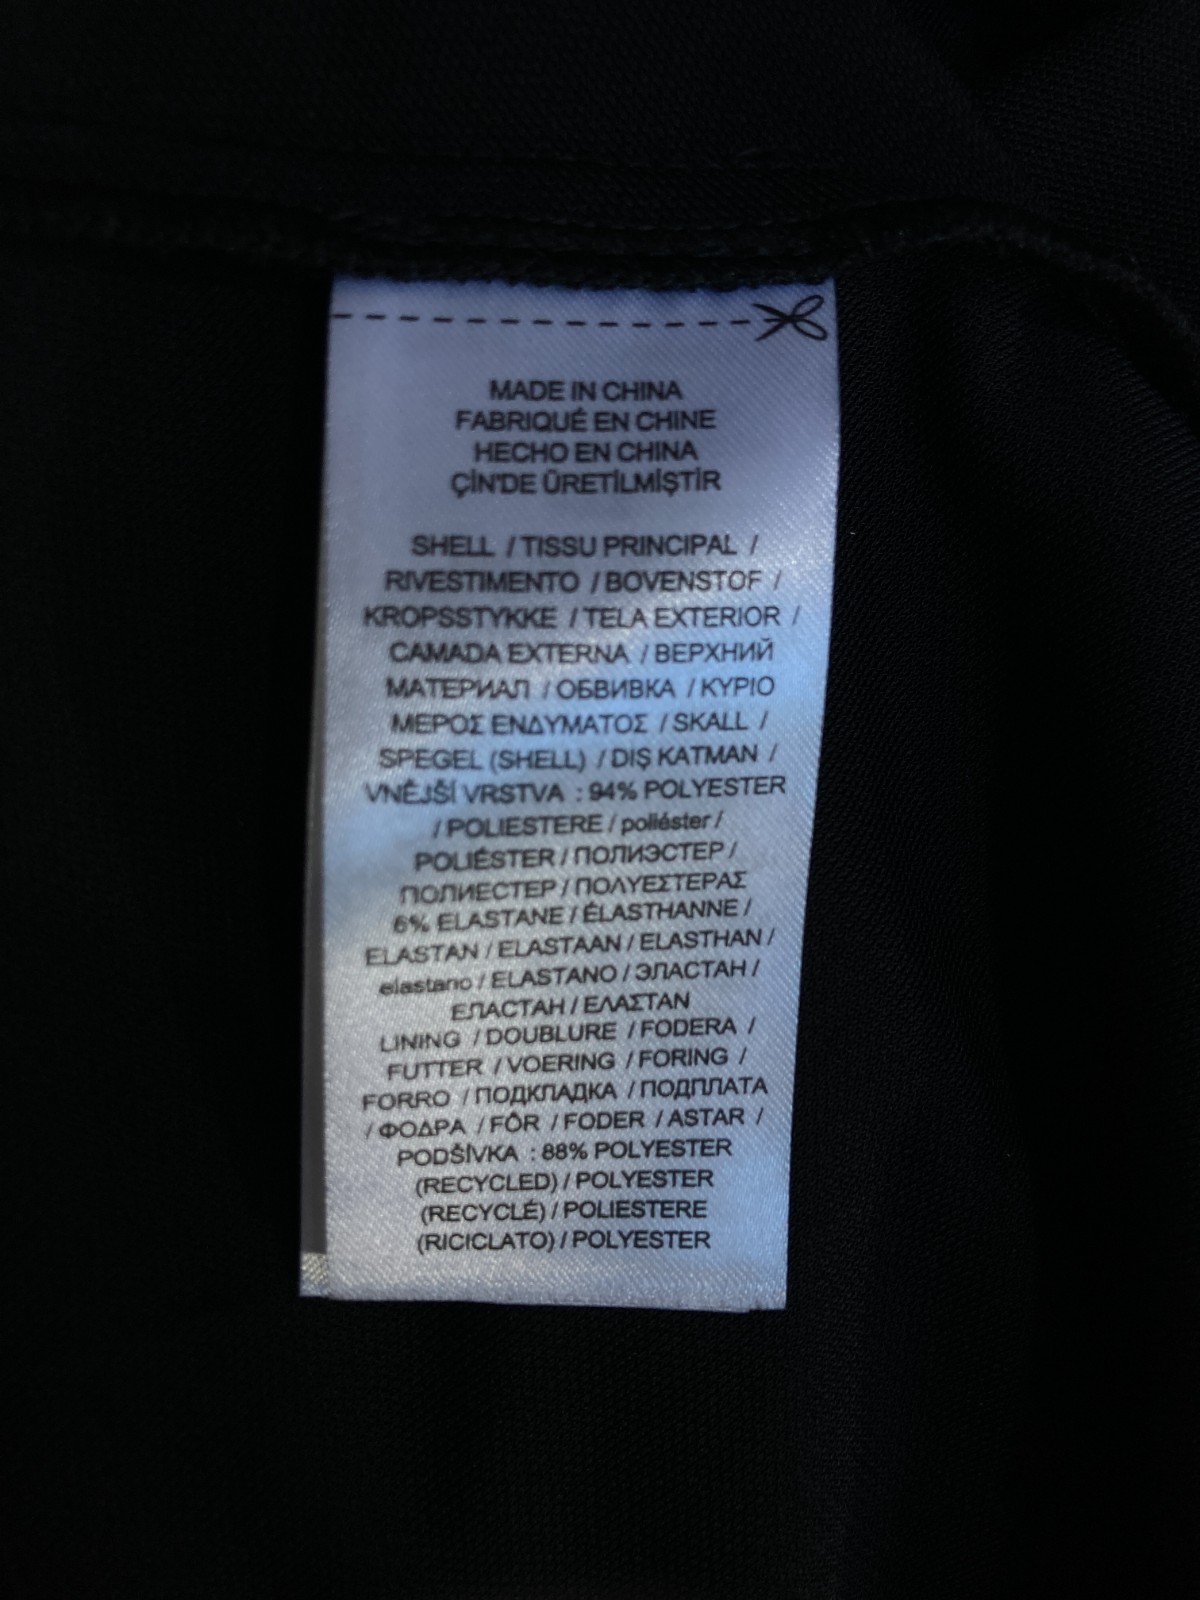 MADE IN CHINA
FABRIQUÉ EN CHINE
HECHO EN CHINA
ÇİN'DE ÜRETİLMİŞTİR
SHELL / TISSU PRINCIPAL /
RIVESTIMENTO / BOVENSTOF /
KROPSSTYKKE / TELA EXTERIOR /
CAMADA EXTERNA / ВЕРХНИЙ
МАТЕРИАЛ / ОБВИВКА / ΚΥΡΙΟ
ΜΕΡΟΣ ΕΝΔΥΜΑΤΟΣ / SKALL /
SPEGEL (SHELL) / DIŞ KATMAN /
VNĚJŠÍ VRSTVA : 94% POLYESTER
/ POLIESTERE / poliéster /
POLIÉSTER / ПОЛИЭСТЕР /
ПОЛИЕСТЕР / ΠΟΛΥΕΣΤΕΡΑΣ
6% ELASTANE / ÉLASTHANNE /
ELASTAN / ELASTAAN / ELASTHAN /
elastano / ELASTANO / ЭЛАСТАН /
ЕЛАСТАН / ΕΛΑΣΤΑΝ
LINING / DOUBLURE / FODERA /
FUTTER / VOERING / FORING /
FORRO / ПОДКЛАДКА / ПОДПЛАТА
/ ΦΟΔΡΑ / FÔR / FODER / ASTAR /
PODŠÍVKA : 88% POLYESTER
(RECYCLED) / POLYESTER
(RECYCLÉ) / POLIESTERE
(RICICLATO) / POLYESTER